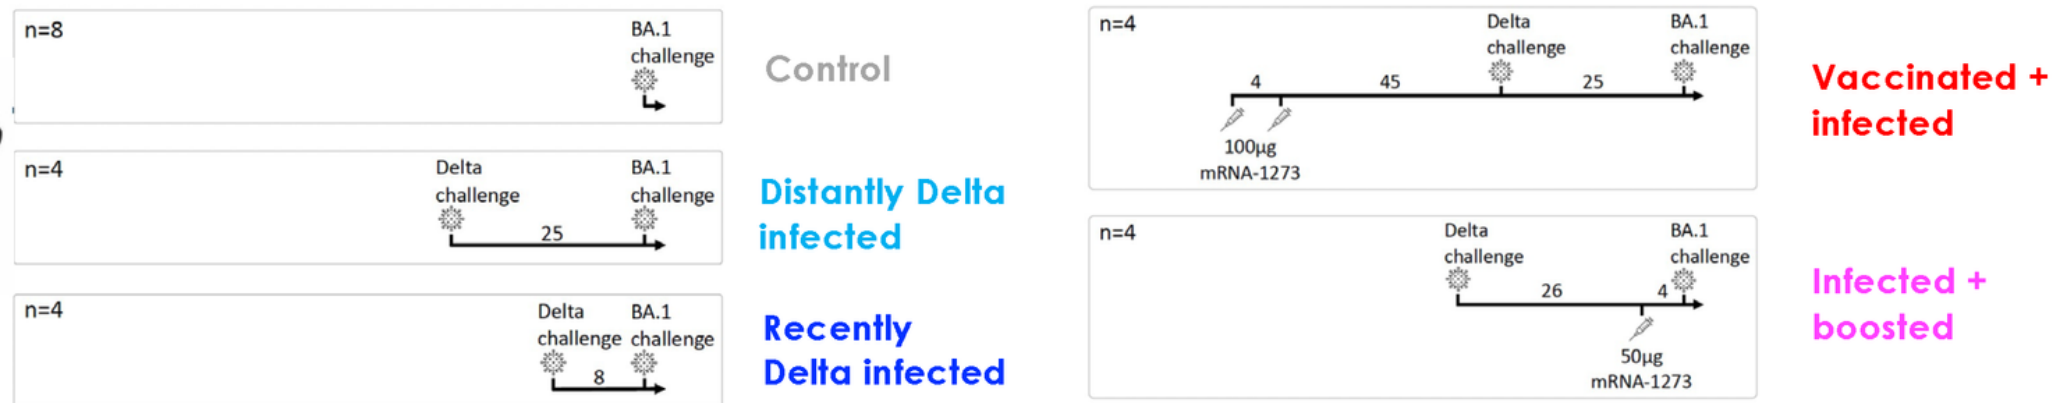 n=8
BA.1
challenge
Control
n=4
Delta
challenge
BA.1
challenge
25
Distantly Delta
infected
n=4
Delta
challenge
BA.1
challenge
8
Recently
Delta infected
n=4
Delta
challenge
BA.1
challenge
4
45
25
100µg
mRNA-1273
Vaccinated +
infected
n=4
Delta
challenge
BA.1
challenge
26
4
50µg
mRNA-1273
Infected +
boosted